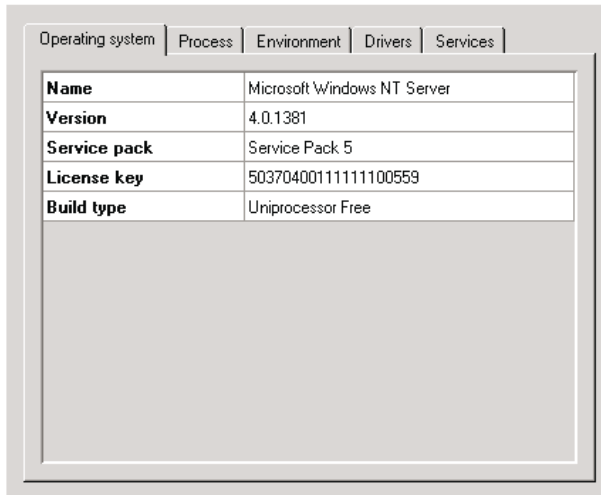 Operating system Process Environment Drivers Services
Name Microsoft Windows NT Server
Version 4.0.1381
Service pack Service Pack 5
License key 50370400111111100559
Build type Uniprocessor Free